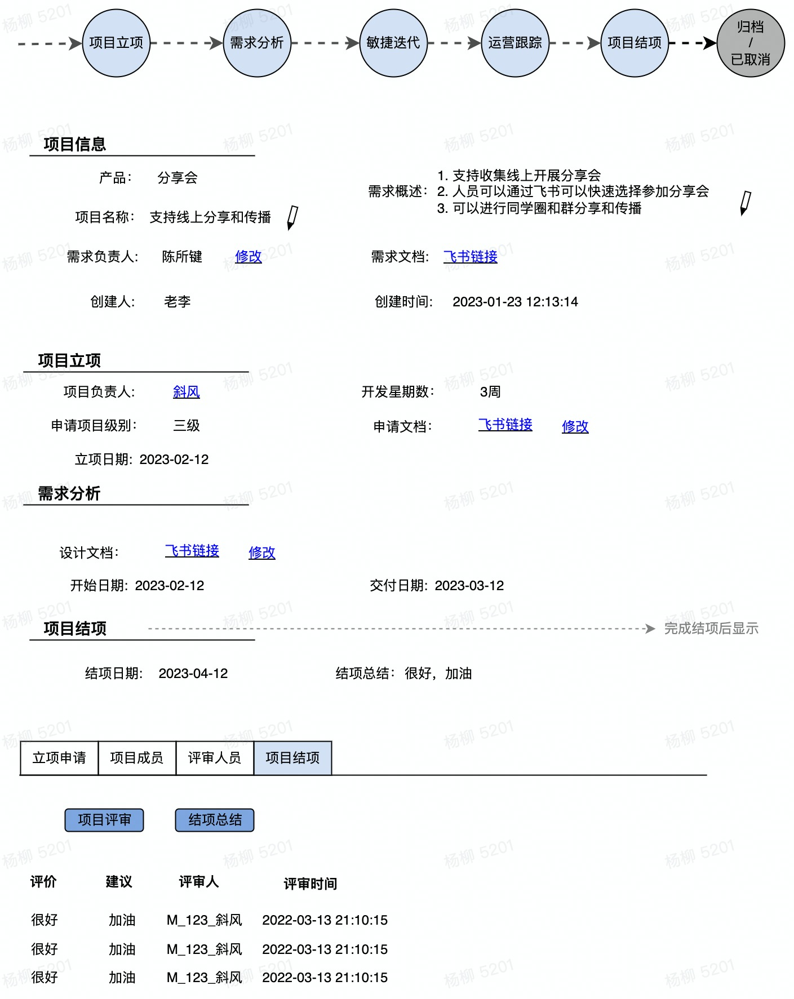 项目立项
需求分析
敏捷迭代
运营跟踪
项目结项
归档
/
已取消
项目信息
产品： 分享会
需求概述：
1. 支持收集线上开展分享会
2. 人员可以通过飞书可以快速选择参加分享会
3. 可以进行同学圈和群分享和传播
项目名称： 支持线上分享和传播
需求负责人: 陈所键 修改
需求文档: 飞书链接
创建人: 老李
创建时间: 2023-01-23 12:13:14
项目立项
项目负责人: 斜风
开发星期数： 3周
申请项目级别： 三级
申请文档： 飞书链接 修改
立项日期: 2023-02-12
需求分析
设计文档： 飞书链接 修改
开始日期: 2023-02-12
交付日期: 2023-03-12
项目结项
完成结项后显示
结项日期: 2023-04-12
结项总结： 很好，加油
立项申请 项目成员 评审人员 项目结项
项目评审 结项总结
评价 建议 评审人 评审时间
很好 加油 M_123_斜风 2022-03-13 21:10:15
很好 加油 M_123_斜风 2022-03-13 21:10:15
很好 加油 M_123_斜风 2022-03-13 21:10:15
杨柳 5201